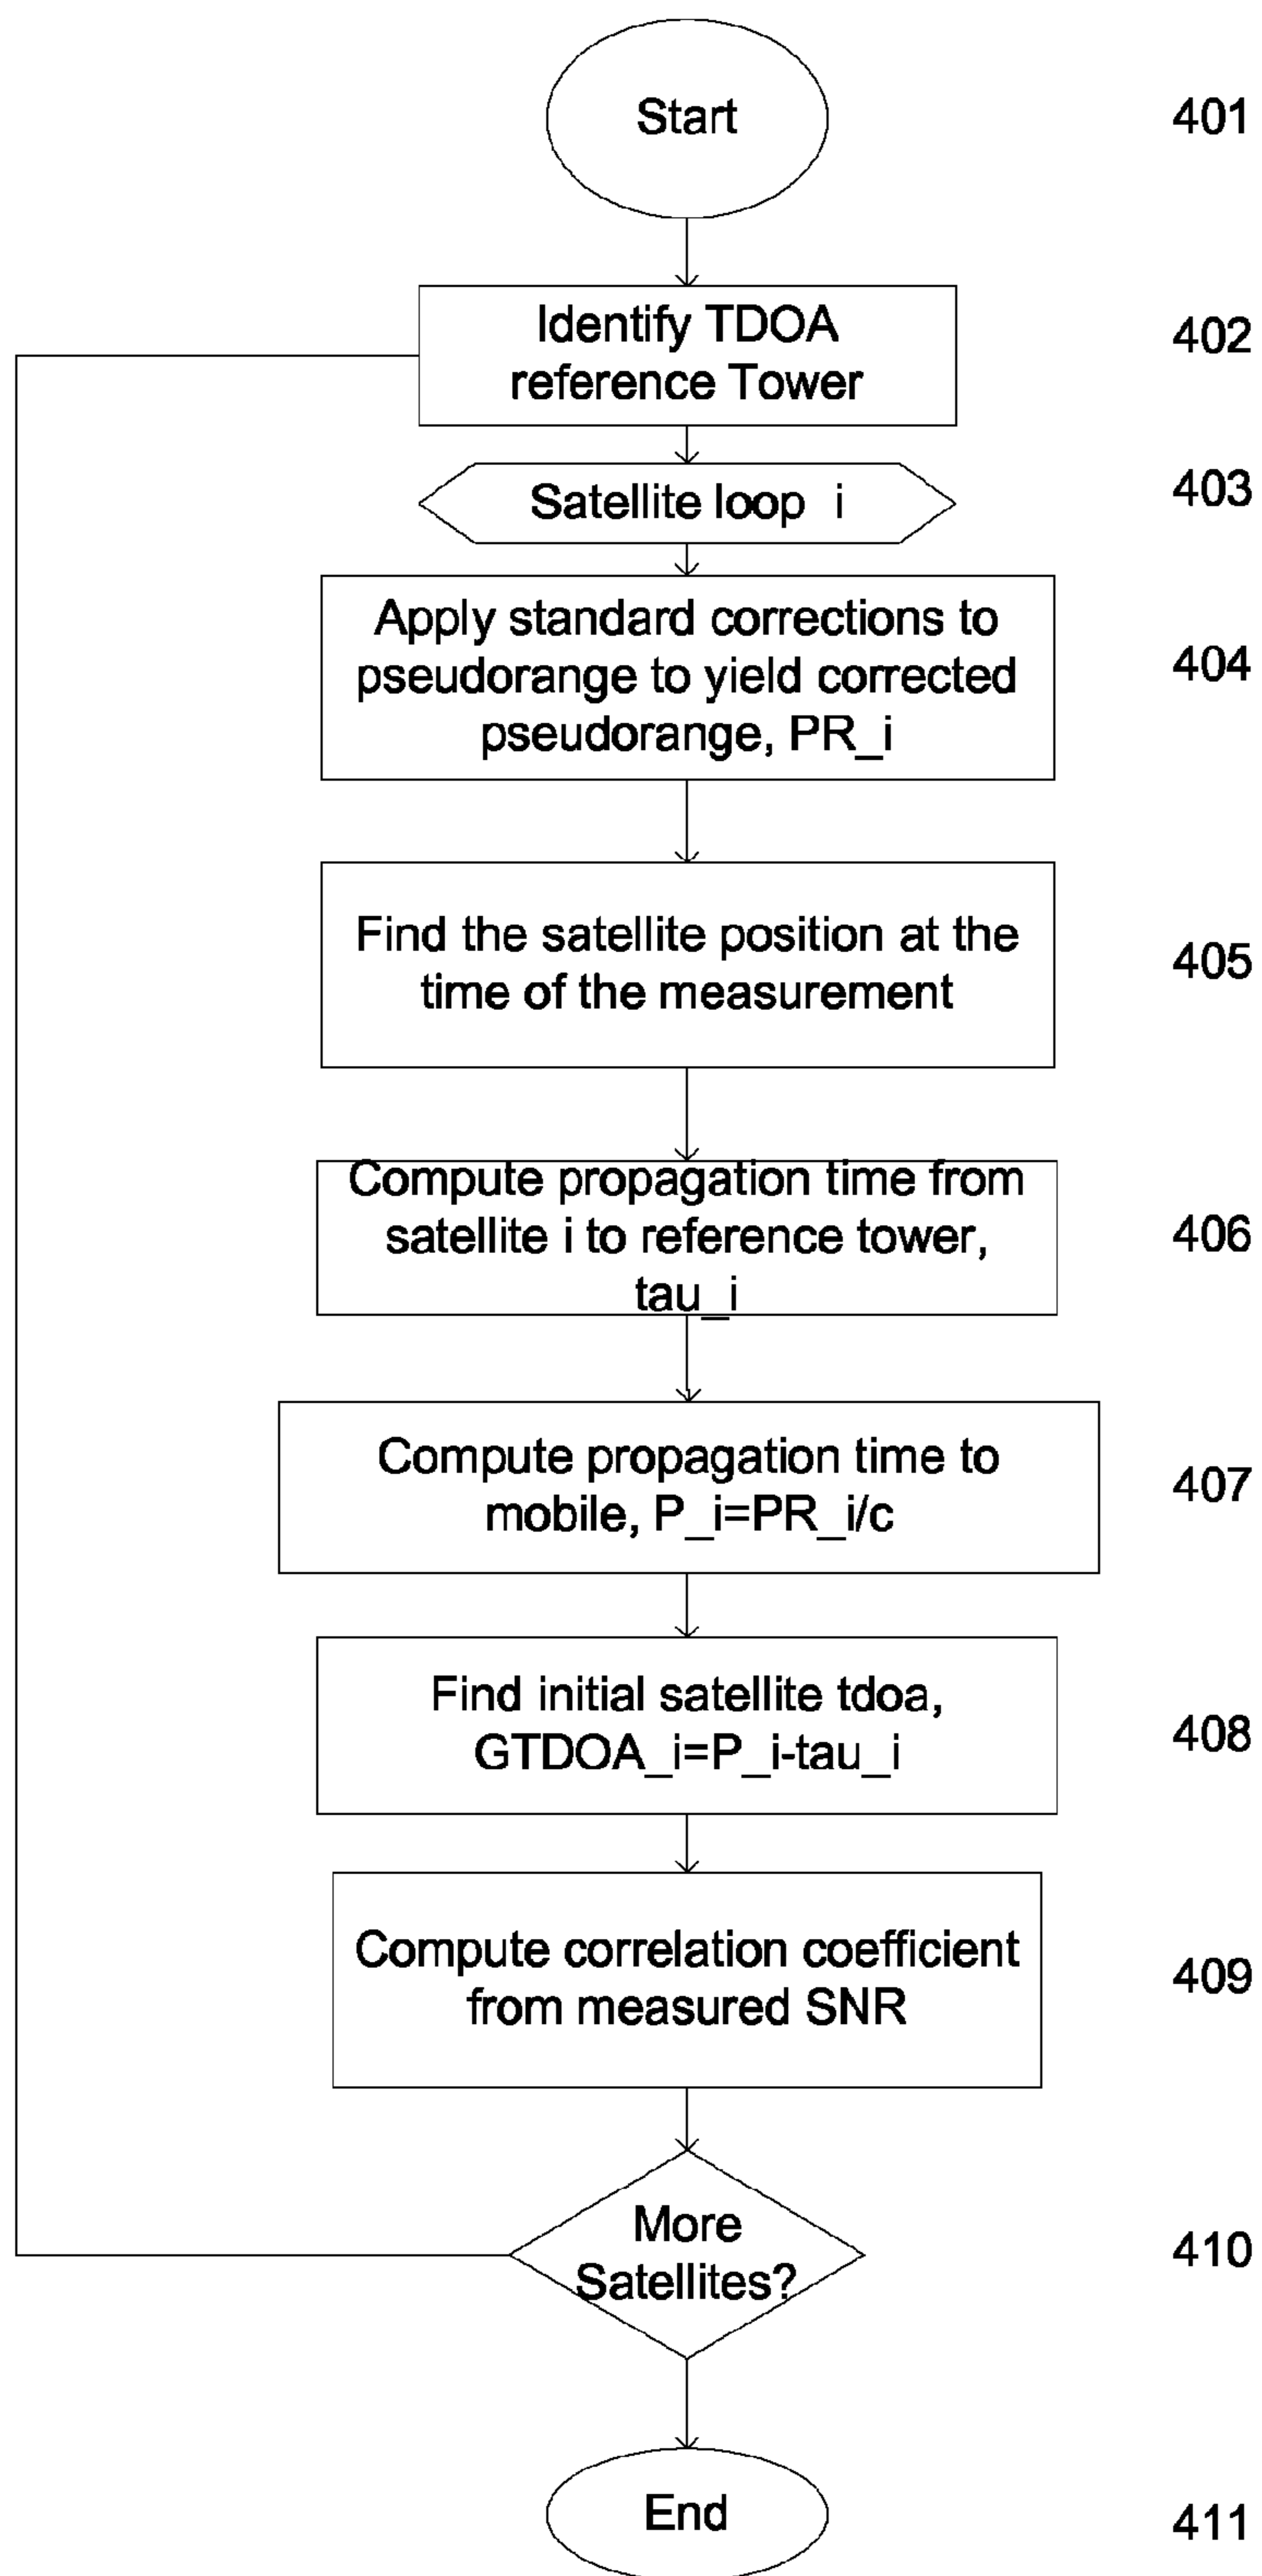 Start
401
Identify TDOA
reference Tower
402
Satellite loop i
403
Apply standard corrections to
pseudorange to yield corrected
pseudorange, PR_i
404
Find the satellite position at the
time of the measurement
405
Compute propagation time from
satellite i to reference tower,
tau_i
406
Compute propagation time to
mobile, P_i=PR_i/c
407
Find initial satellite tdoa,
GTDOA_i=P_i-tau_i
408
Compute correlation coefficient
from measured SNR
409
More
Satellites?
410
End
411